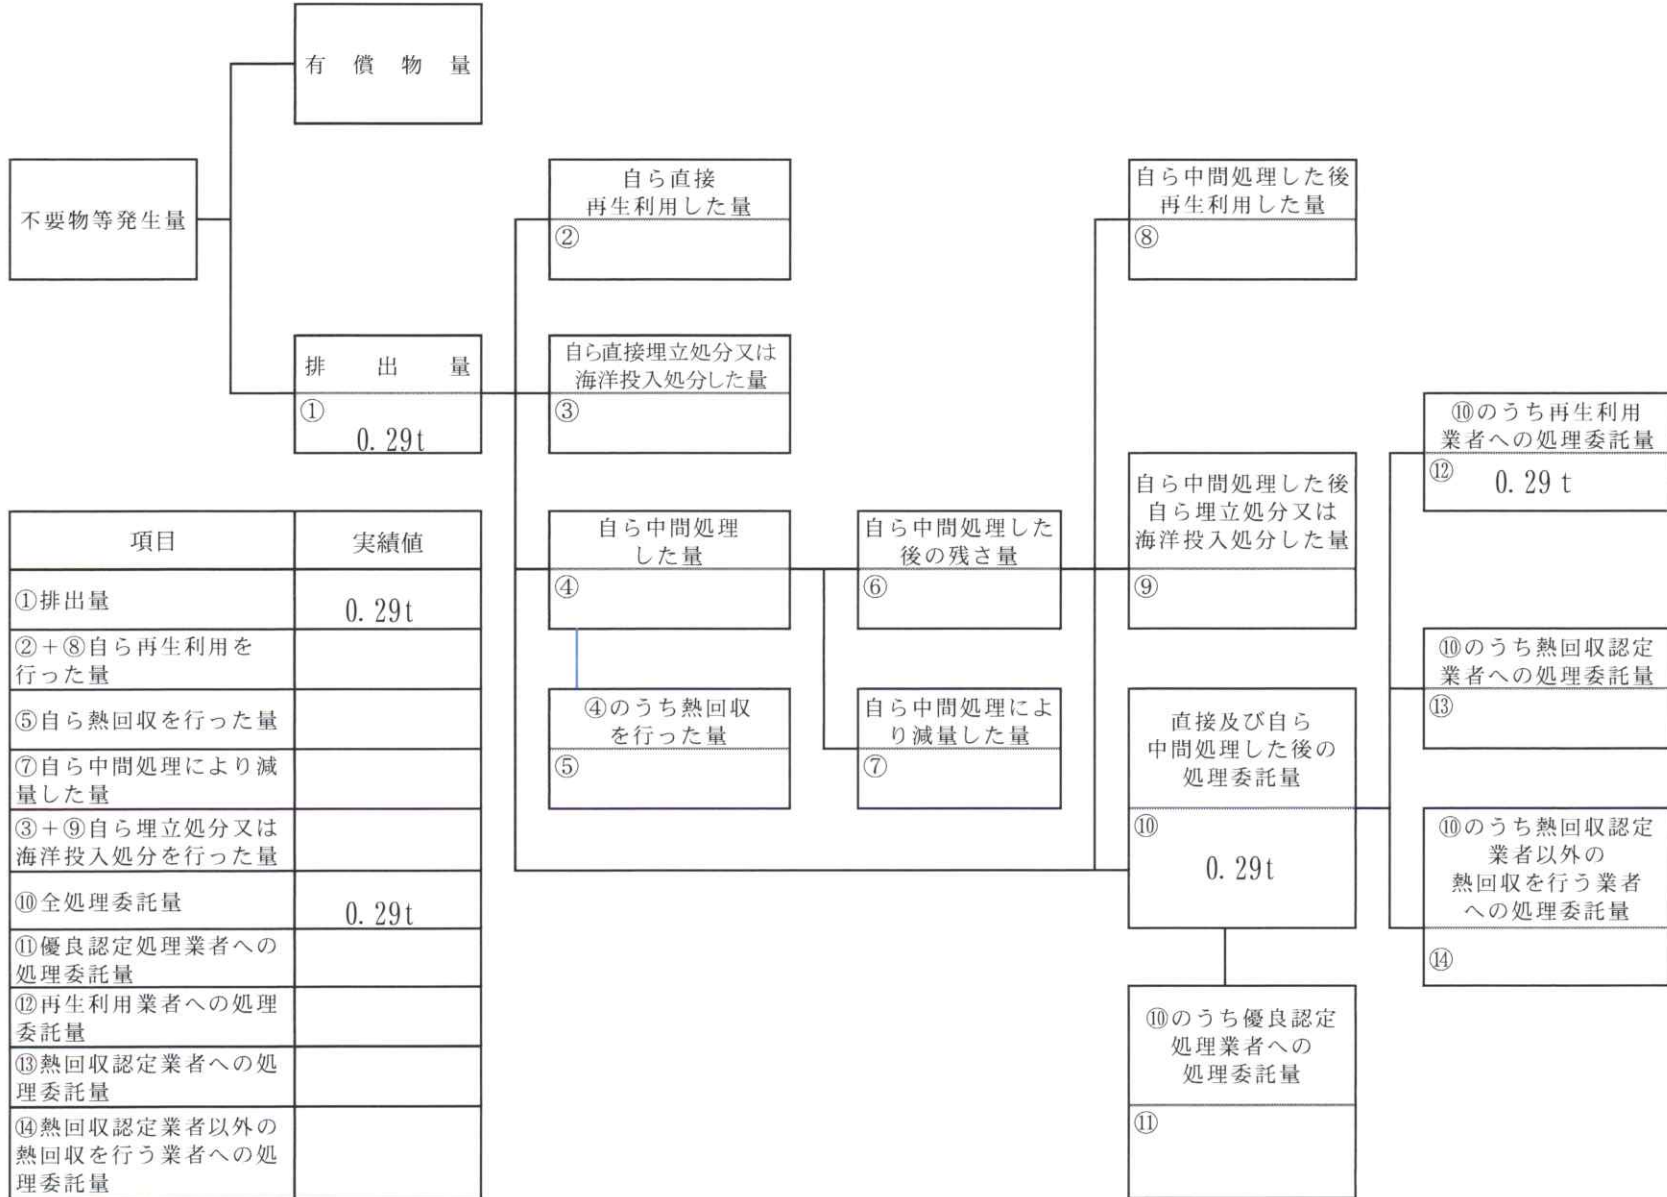 有償物量
不要物等発生量
自ら直接
再生利用した量
②
自ら中間処理した後
再生利用した量
⑧
排出量
①
0.29t
自ら直接埋立処分又は
海洋投入処分した量
③
⑩のうち再生利用
業者への処理委託量
⑫ 0.29 t
自ら中間処理
した量
④
自ら中間処理した
後の残さ量
⑥
自ら中間処理した後
自ら埋立処分又は
海洋投入処分した量
⑨
⑩のうち熱回収認定
業者への処理委託量
⑬
④のうち熱回収
を行った量
⑤
自ら中間処理によ
り減量した量
⑦
直接及び自ら
中間処理した後の
処理委託量
⑩
0.29t
⑩のうち熱回収認定
業者以外の
熱回収を行う業者
への処理委託量
⑭
⑩のうち優良認定
処理業者への
処理委託量
⑪
項目 実績値
①排出量 0.29t
②+⑧自ら再生利用を
行った量
⑤自ら熱回収を行った量
⑦自ら中間処理により減
量した量
③+⑨自ら埋立処分又は
海洋投入処分を行った量
⑩全処理委託量 0.29t
⑪優良認定処理業者への
処理委託量
⑫再生利用業者への処理
委託量
⑬熱回収認定業者への処
理委託量
⑭熱回収認定業者以外の
熱回収を行う業者への処
理委託量